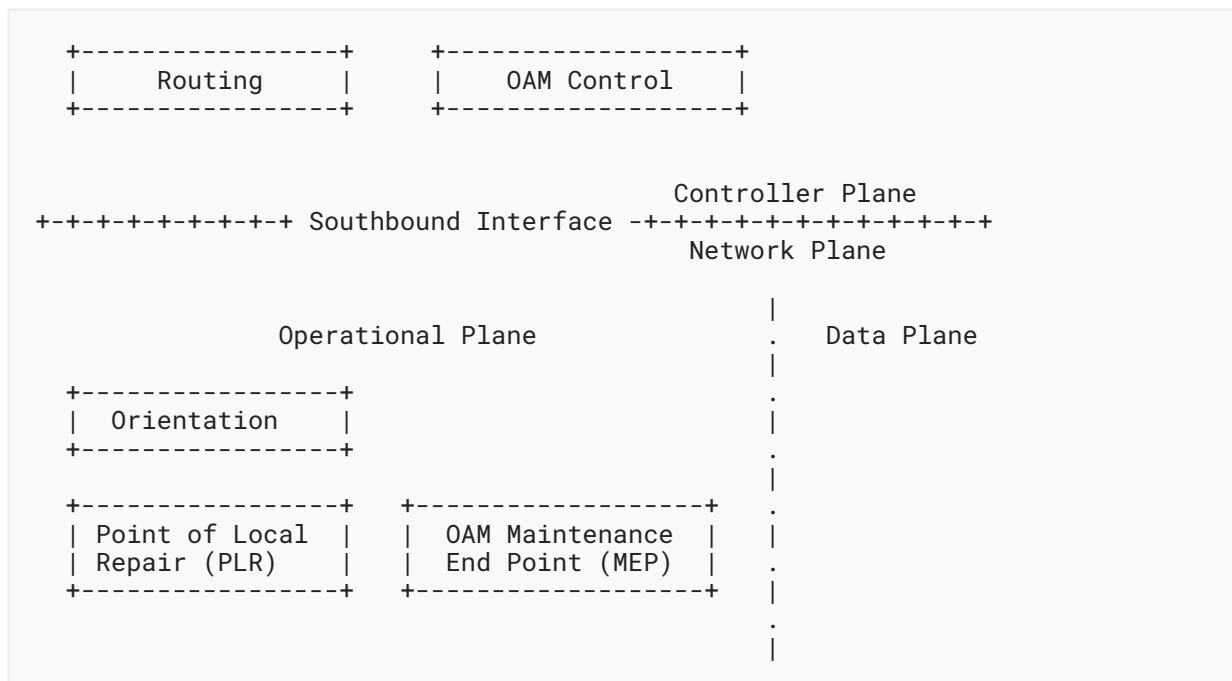 +-----------------+     +-------------------+
|     Routing     |     |    OAM Control    |
+-----------------+     +-------------------+
Controller Plane
+-+-+-+-+-+-+-+-+ Southbound Interface -+-+-+-+-+-+-+-+-+-+-+-+
Network Plane
|
Operational Plane               .   Data Plane
|
+-----------------+                           .
|  Orientation    |                           |
+-----------------+                           .
|
+-----------------+   +-------------------+   .
| Point of Local  |   |  OAM Maintenance  |   |
| Repair (PLR)    |   |  End Point (MEP)  |   .
+-----------------+   +-------------------+   |
.
|